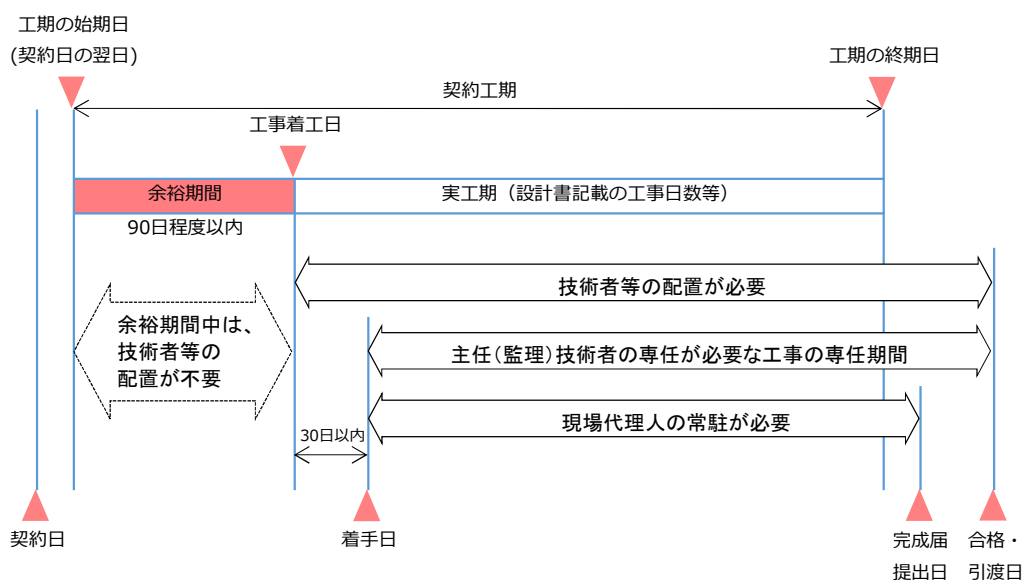 工期の始期日
(契約日の翌日)
工期の終期日
契約工期
工事着工日
余裕期間
実工期（設計書記載の工事日数等）
90日程度以内
技術者等の配置が必要
余裕期間中は、
技術者等の
配置が不要
主任(監理)技術者の専任が必要な工事の専任期間
現場代理人の常駐が必要
30日以内
契約日
着手日
完成届
提出日
合格・
引渡日